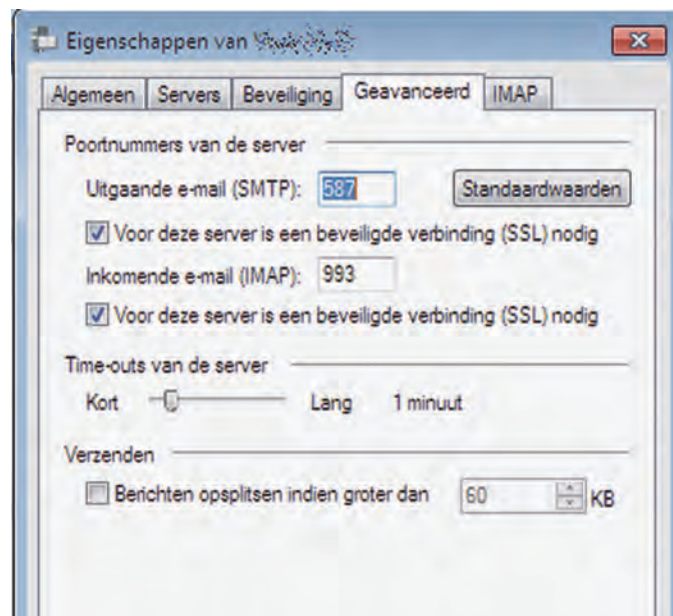 Eigenschappen van
Algemeen Servers Beveiliging Geavanceerd IMAP
Poortnummers van de server
Uitgaande e-mail (SMTP): 587 Standaardwaarden
Voor deze server is een beveiligde verbinding (SSL) nodig
Inkomende e-mail (IMAP): 993
Voor deze server is een beveiligde verbinding (SSL) nodig
Time-outs van de server
Kort Lang 1 minuut
Verzenden
Berichten opsplitsen indien groter dan 60 KB